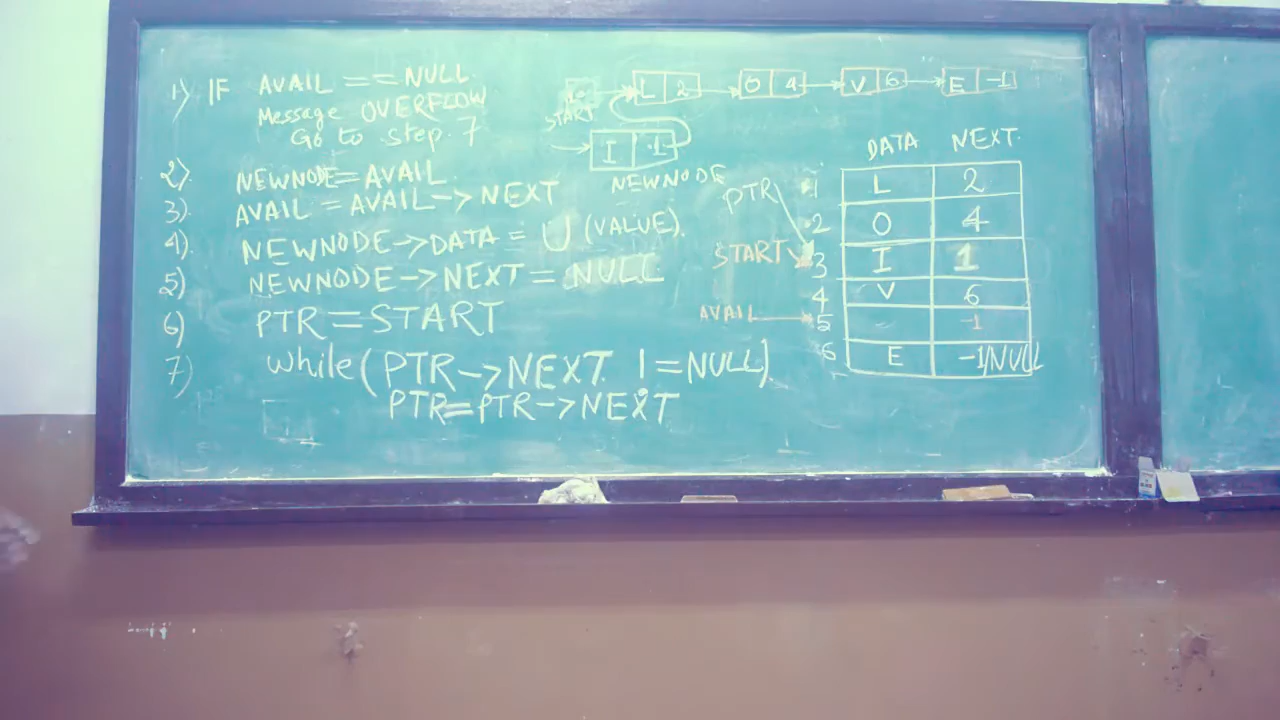 1) IF AVAIL == NULL
Message OVERFLOW
Go to step 7
2) NEWNODE = AVAIL
3) AVAIL = AVAIL -> NEXT
4) NEWNODE -> DATA = U (VALUE)
5) NEWNODE -> NEXT = NULL
6) PTR = START
7) While (PTR -> NEXT != NULL)
PTR = PTR -> NEXT
START
L 2
O 4
V 6
E -1
I 1
NEWNODE
DATA NEXT
PTR
START
AVAIL
1 L 2
2 O 4
3 I 1
4 V 6
5 -1
6 E -1/NULL